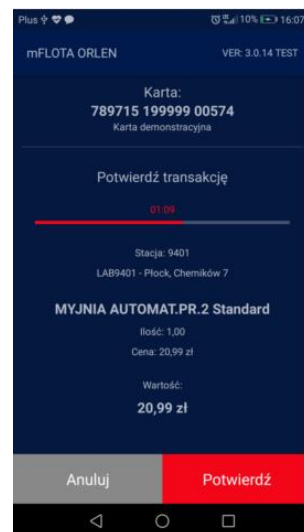 Plus 10% 16:07
mFLOTA ORLEN VER: 3.0.14 TEST
Karta:
789715 199999 00574
Karta demonstracyjna
Potwierdź transakcję
01:09
Stacja: 9401
LAB9401 - Płock, Chemików 7
MYJNIA AUTOMAT.PR.2 Standard
Ilość: 1,00
Cena: 20,99 zł
Wartość:
20,99 zł
Anuluj Potwierdź